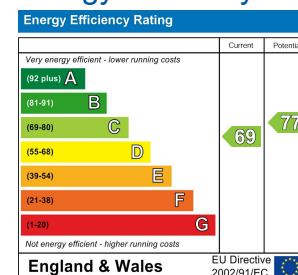 Energy Efficiency Rating
Current
Very energy efficient - lower running costs
(92 plus) A
(81-91) B
(69-80) C
(55-68) D
(39-54) E
(21-38) F
(1-20) G
69
77
Not energy efficient - higher running costs
England & Wales
EU Directive
2002/91/EC